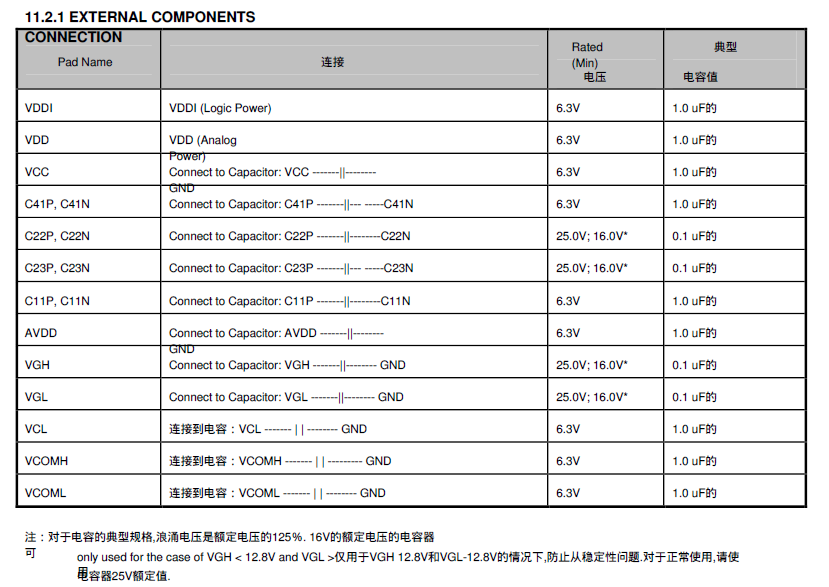 11.2.1 EXTERNAL COMPONENTS
CONNECTION
Pad Name 连接 Rated (Min) 电压 典型 电容值
VDDI VDDI (Logic Power) 6.3V 1.0 uF的
VDD VDD (Analog Power) 6.3V 1.0 uF的
VCC Connect to Capacitor: VCC -------||-------- GND 6.3V 1.0 uF的
C41P, C41N Connect to Capacitor: C41P -------||--- -----C41N 6.3V 1.0 uF的
C22P, C22N Connect to Capacitor: C22P -------||--------C22N 25.0V; 16.0V* 0.1 uF的
C23P, C23N Connect to Capacitor: C23P -------||--- -----C23N 25.0V; 16.0V* 0.1 uF的
C11P, C11N Connect to Capacitor: C11P -------||--------C11N 6.3V 1.0 uF的
AVDD Connect to Capacitor: AVDD -------||-------- GND 6.3V 1.0 uF的
VGH Connect to Capacitor: VGH -------||-------- GND 25.0V; 16.0V* 0.1 uF的
VGL Connect to Capacitor: VGL -------||-------- GND 25.0V; 16.0V* 0.1 uF的
VCL 连接到电容：VCL ------- | | -------- GND 6.3V 1.0 uF的
VCOMH 连接到电容：VCOMH ------- | | --------- GND 6.3V 1.0 uF的
VCOML 连接到电容：VCOML ------- | | -------- GND 6.3V 1.0 uF的
注：对于电容的典型规格,浪涌电压是额定电压的125%. 16V的额定电压的电容器
可
only used for the case of VGH < 12.8V and VGL >仅用于VGH 12.8V和VGL-12.8V的情况下,防止从稳定性问题.对于正常使用,请使
用
电容器25V额定值.